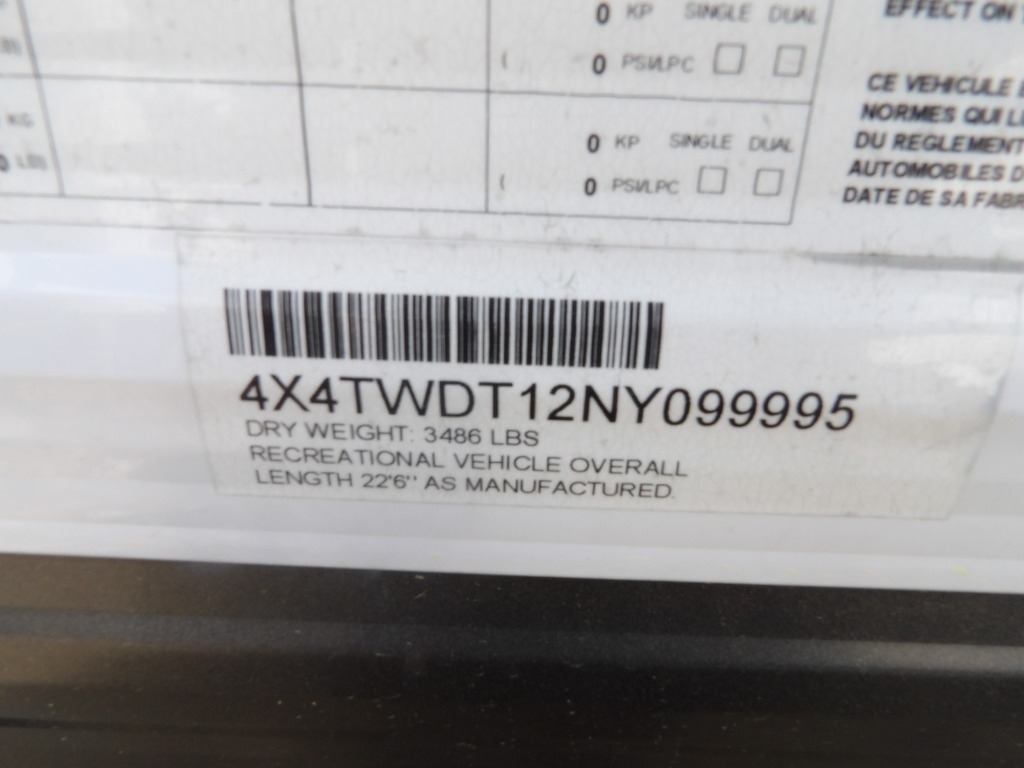 0 KP SINGLE DUAL
0 PSI/LPC
KG
0 KP SINGLE DUAL
LBS
0 PSI/LPC
EFFECT ON
CE VEHICULE
NORMES QUI
DU REGLEMENT
AUTOMOBILES
DATE DE SA
4X4TWDT12NY099995
DRY WEIGHT: 3486 LBS
RECREATIONAL VEHICLE OVERALL
LENGTH 22'6" AS MANUFACTURED.